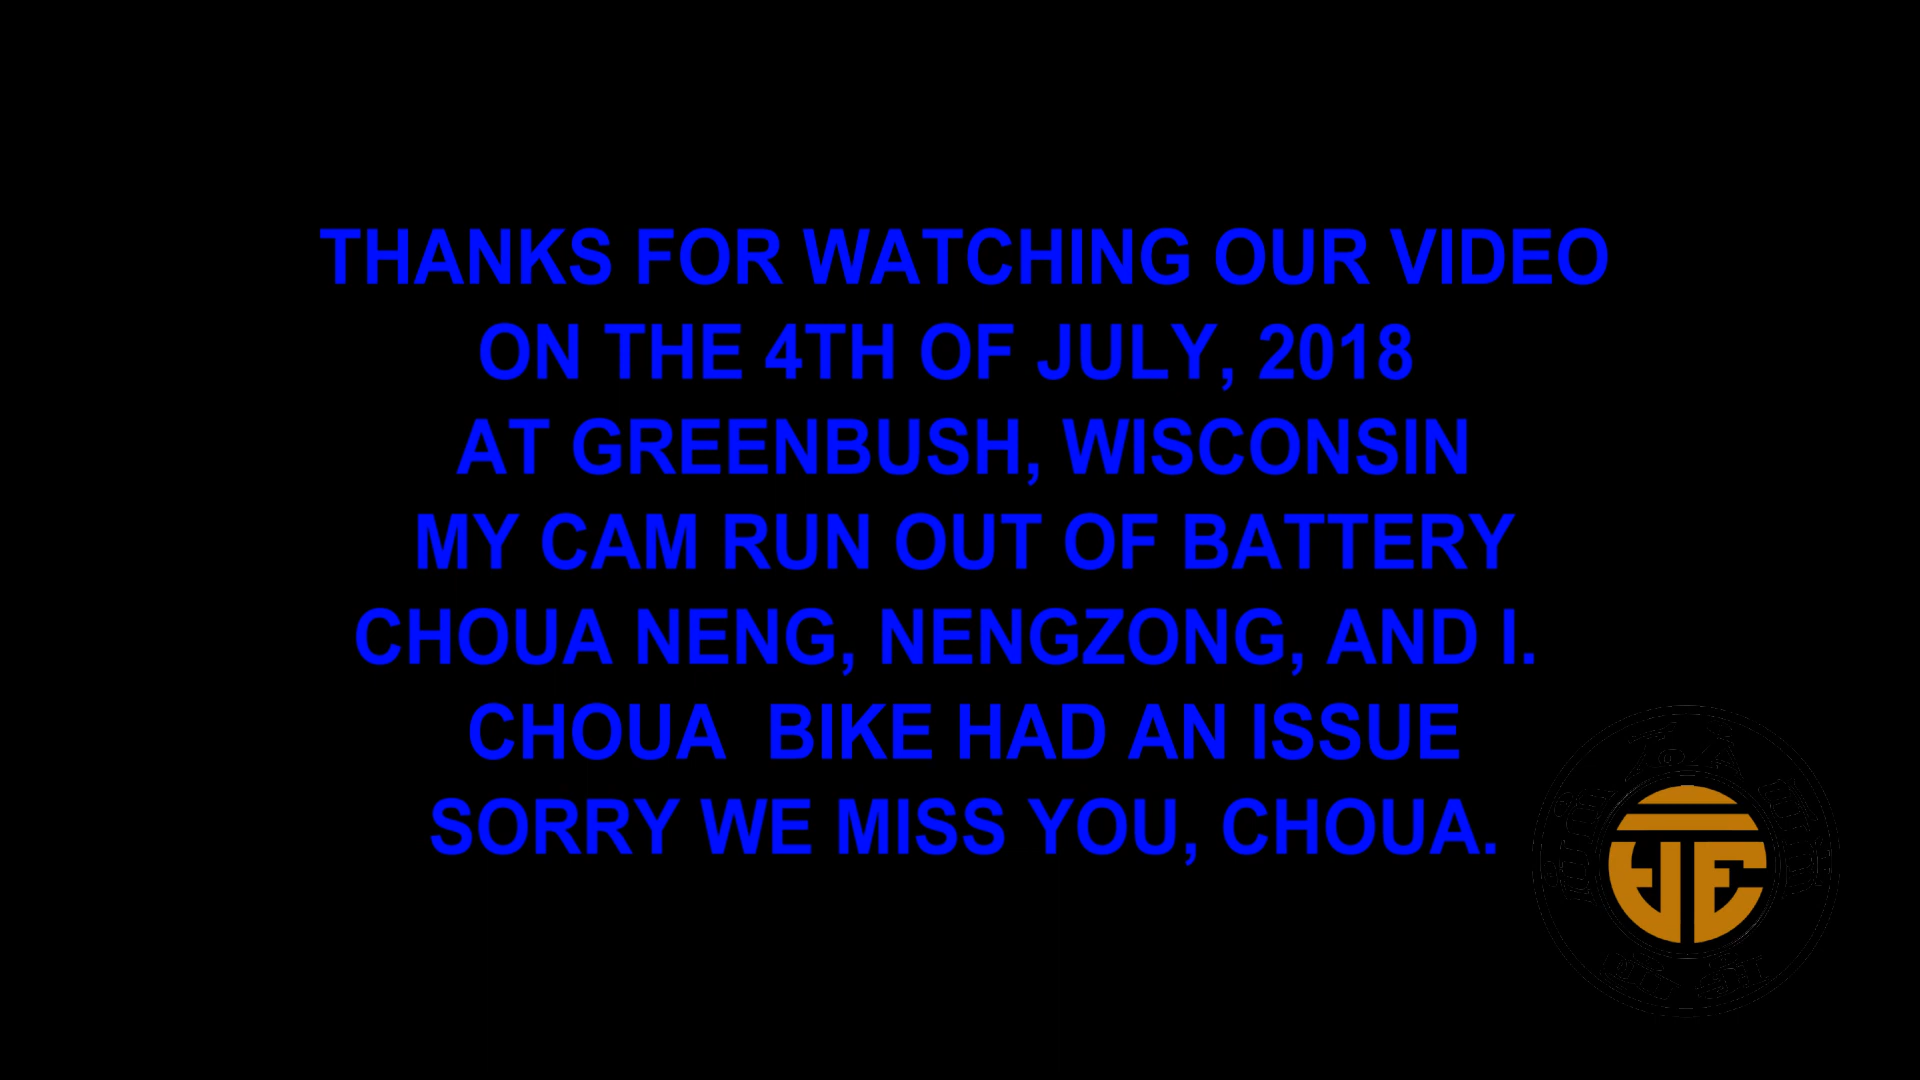 THANKS FOR WATCHING OUR VIDEO
ON THE 4TH OF JULY, 2018
AT GREENBUSH, WISCONSIN
MY CAM RUN OUT OF BATTERY
CHOUA NENG, NENGZONG, AND I.
CHOUA  BIKE HAD AN ISSUE
SORRY WE MISS YOU, CHOUA.